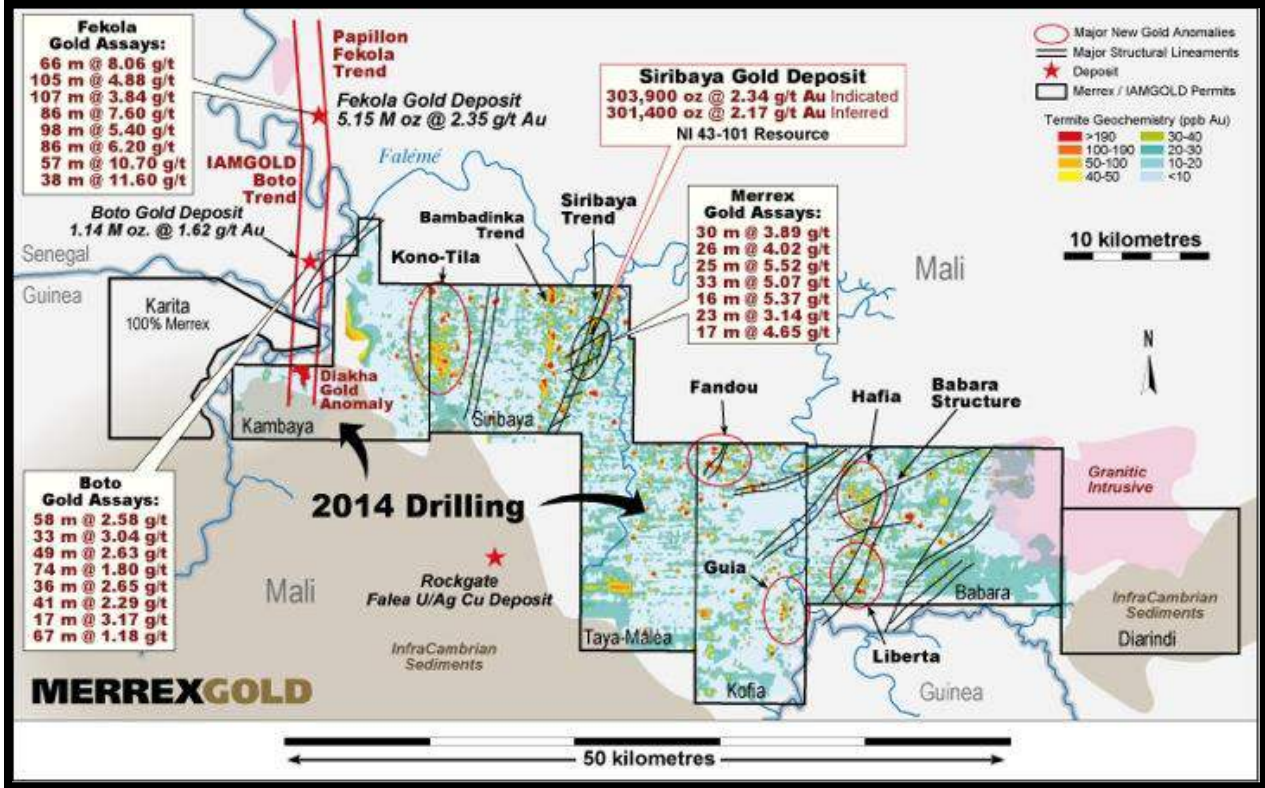 Fekola
Gold Assays:
66 m @ 8.06 g/t
105 m @ 4.88 g/t
107 m @ 3.84 g/t
86 m @ 7.60 g/t
98 m @ 5.40 g/t
86 m @ 6.20 g/t
57 m @ 10.70 g/t
38 m @ 11.60 g/t
Papillon
Fekola
Trend
Fekola Gold Deposit
5.15 M oz @ 2.35 g/t Au
IAMGOLD
Boto
Trend
Boto Gold Deposit
1.14 M oz. @ 1.62 g/t Au
Falémé
Siribaya Gold Deposit
303,900 oz @ 2.34 g/t Au Indicated
301,400 oz @ 2.17 g/t Au Inferred
NI 43-101 Resource
Major New Gold Anomalies
Major Structural Lineaments
Deposit
Merrex / IAMGOLD Permits
Termite Geochemistry (ppb Au)
>190
100-190
50-100
40-50
30-40
20-30
10-20
<10
10 kilometres
N
Merrex
Gold Assays:
30 m @ 3.89 g/t
26 m @ 4.02 g/t
25 m @ 5.52 g/t
33 m @ 5.07 g/t
16 m @ 5.37 g/t
23 m @ 3.14 g/t
17 m @ 4.65 g/t
Siribaya
Trend
Bambadinka
Trend
Kono-Tila
Senegal
Guinea
Mali
Karita
100% Merrex
Diakha
Gold
Anomaly
Kambaya
Siribaya
Fandou
Hafia
Babara
Structure
Granitic
Intrusive
2014 Drilling
Boto
Gold Assays:
58 m @ 2.58 g/t
33 m @ 3.04 g/t
49 m @ 2.63 g/t
74 m @ 1.80 g/t
36 m @ 2.65 g/t
41 m @ 2.29 g/t
17 m @ 3.17 g/t
67 m @ 1.18 g/t
Mali
Rockgate
Falea U/Ag Cu Deposit
InfraCambrian
Sediments
Guia
Taya-Malea
Kofia
Babara
Liberta
Guinea
InfraCambrian
Sediments
Diarindi
MERREXGOLD
50 kilometres